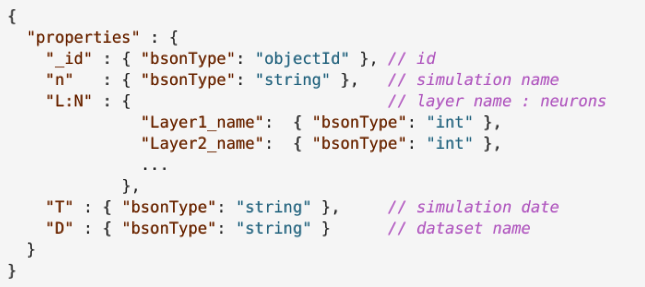 {
  "properties" : {
    "_id" : { "bsonType": "objectId" }, // id
    "n"   : { "bsonType": "string" },   // simulation name
    "L:N" : {                           // layer name : neurons
              "Layer1_name":  { "bsonType": "int" },
              "Layer2_name": { "bsonType": "int" },
              ...
            },
    "T" : { "bsonType": "string" },     // simulation date
    "D" : { "bsonType": "string" }      // dataset name
  }
}